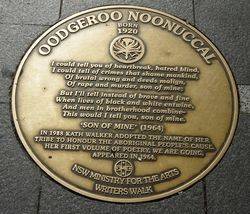 OODGEROO NOONUCCAL
BORN
1920
I could tell you of heartbreak, hatred blind,
I could tell of crimes that shame mankind,
Of brutal wrong and deeds malign,
Of rape and murder, son of mine;
But I'll tell instead of brave and fine
When lives of black and white entwine,
And men in brotherhood combine—
This would I tell you, son of mine.
'SON OF MINE' (1964)
IN 1988 KATH WALKER ADOPTED THE NAME OF HER
TRIBE TO HONOUR THE ABORIGINAL PEOPLE'S CAUSE.
HER FIRST VOLUME OF POETRY, WE ARE GOING,
APPEARED IN 1964.
NSW MINISTRY FOR THE ARTS
WRITERS WALK